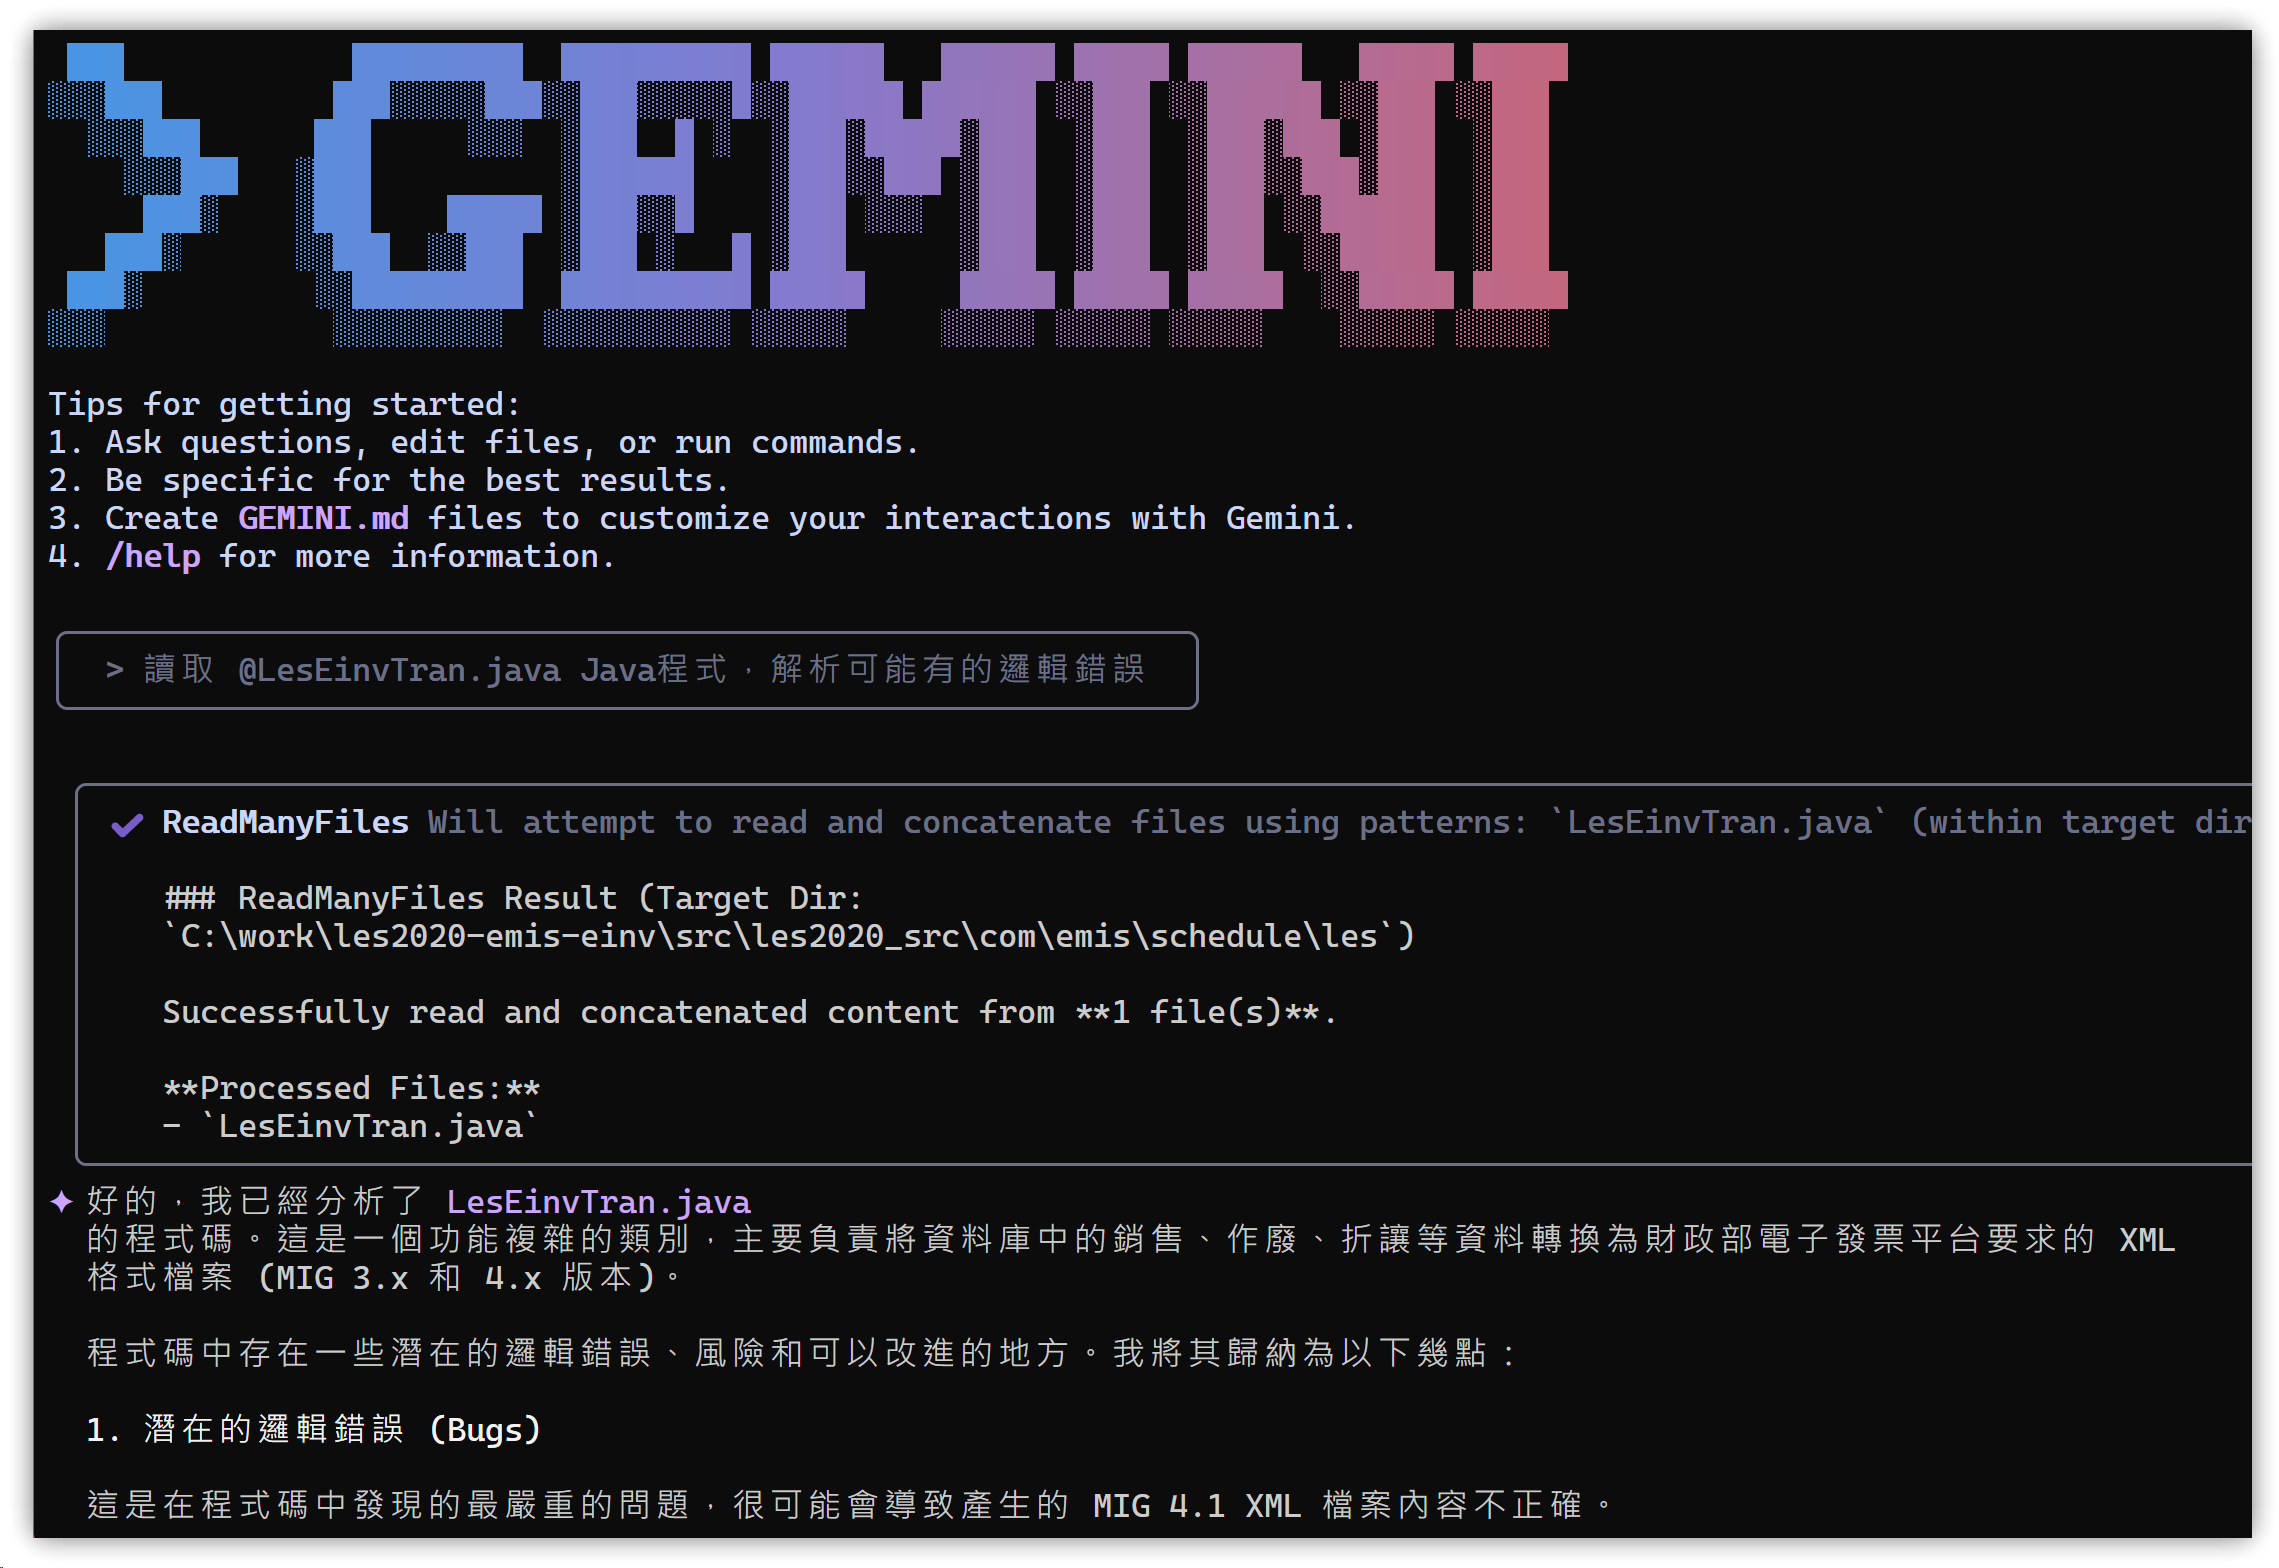 > GEMINI
Tips for getting started:
1. Ask questions, edit files, or run commands.
2. Be specific for the best results.
3. Create GEMINI.md files to customize your interactions with Gemini.
4. /help for more information.
> 讀取 @LesEinvTran.java Java程式，解析可能有的邏輯錯誤
✔ ReadManyFiles Will attempt to read and concatenate files using patterns: `LesEinvTran.java` (within target dir
### ReadManyFiles Result (Target Dir:
`C:\work\les2020-emis-einv\src\les2020_src\com\emis\schedule\les`)
Successfully read and concatenated content from **1 file(s)**.
**Processed Files:**
- `LesEinvTran.java`
✦ 好的，我已經分析了 LesEinvTran.java
的程式碼。這是一個功能複雜的類別，主要負責將資料庫中的銷售、作廢、折讓等資料轉換為財政部電子發票平台要求的 XML
格式檔案 (MIG 3.x 和 4.x 版本)。
程式碼中存在一些潛在的邏輯錯誤、風險和可以改進的地方。我將其歸納為以下幾點：
1. 潛在的邏輯錯誤 (Bugs)
這是在程式碼中發現的最嚴重的問題，很可能會導致產生的 MIG 4.1 XML 檔案內容不正確。